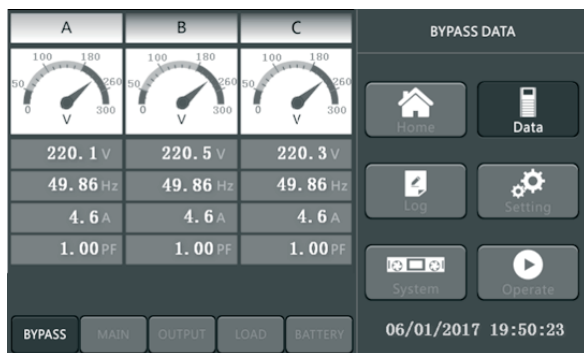 A B C
BYPASS DATA
100 180 100 180 100 180
50 260 50 260 50 260
0 300 0 300 0 300
V V V
Home Data
220.1 V 220.5 V 220.3 V
49.86 Hz 49.86 Hz 49.86 Hz
4.6 A 4.6 A 4.6 A
1.00 PF 1.00 PF 1.00 PF
Log Setting
System Operate
BYPASS MAIN OUTPUT LOAD BATTERY
06/01/2017 19:50:23